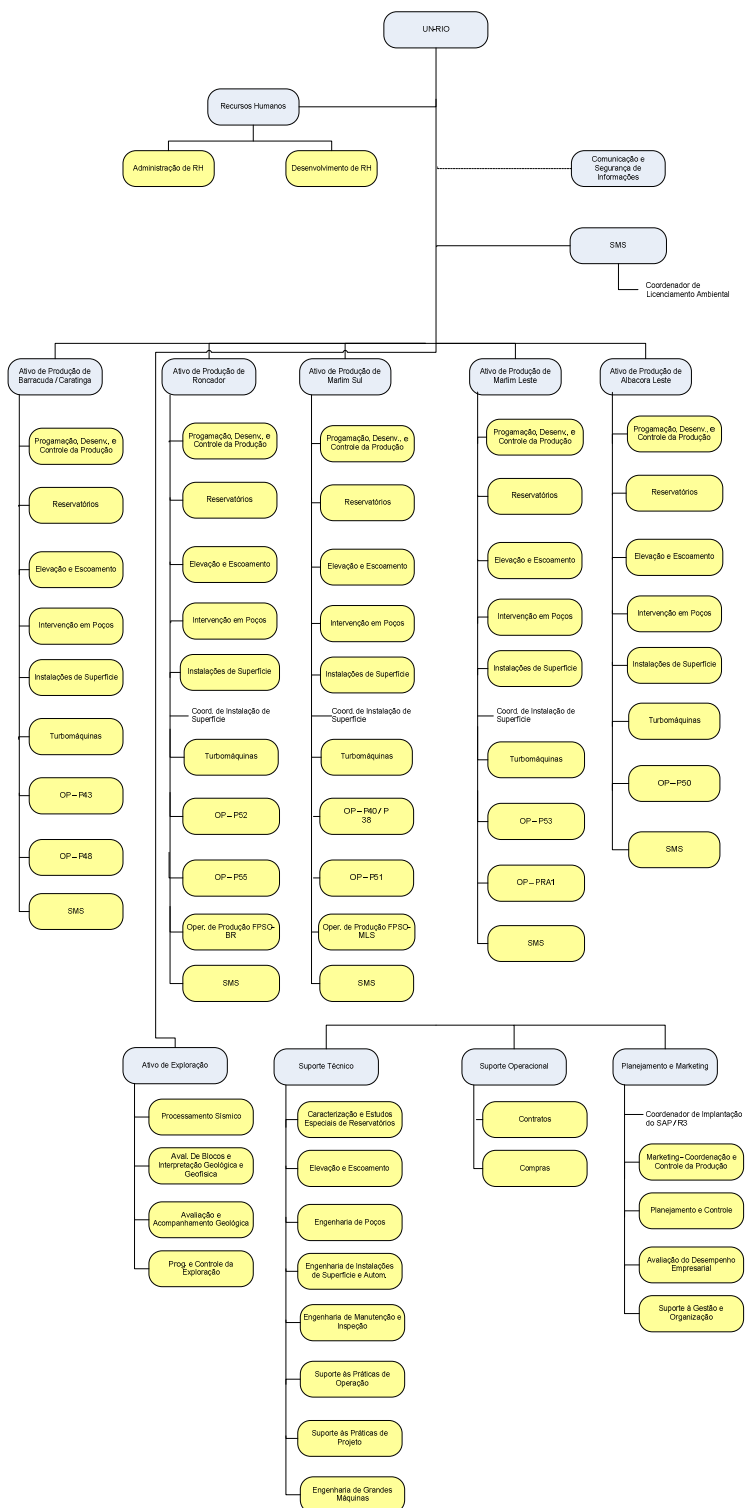 UN-RIO
Recursos Humanos
Administração de RH
Desenvolvimento de RH
Comunicação e
Segurança de
Informações
SMS
Coordenador de
Licenciamento Ambiental
Ativo de Produção de
Barracuda / Caratinga
Progamação, Desenv., e
Controle da Produção
Reservatórios
Elevação e Escoamento
Intervenção em Poços
Instalações de Superfície
Turbomáquinas
OP – P43
OP – P48
SMS
Ativo de Produção de
Roncador
Progamação, Desenv., e
Controle da Produção
Reservatórios
Elevação e Escoamento
Intervenção em Poços
Instalações de Superfície
Coord. de Instalação de
Superfície
Turbomáquinas
OP – P52
OP – P55
Oper. de Produção FPSO-
BR
SMS
Ativo de Produção de
Marlim Sul
Progamação, Desenv., e
Controle da Produção
Reservatórios
Elevação e Escoamento
Intervenção em Poços
Instalações de Superfície
Coord. de Instalação de
Superfície
Turbomáquinas
OP – P40 / P
38
OP – P51
Oper. de Produção FPSO-
MLS
SMS
Ativo de Produção de
Marlim Leste
Progamação, Desenv., e
Controle da Produção
Reservatórios
Elevação e Escoamento
Intervenção em Poços
Instalações de Superfície
Coord. de Instalação de
Superfície
Turbomáquinas
OP – P53
OP – PRA1
SMS
Ativo de Produção de
Albacora Leste
Progamação, Desenv., e
Controle da Produção
Reservatórios
Elevação e Escoamento
Intervenção em Poços
Instalações de Superfície
Turbomáquinas
OP – P50
SMS
Ativo de Exploração
Processamento Sísmico
Aval. De Blocos e
Interpretação Geológica e
Geofísica
Avaliação e
Acompanhamento Geológica
Prog. e Controle da
Exploração
Suporte Técnico
Caracterização e Estudos
Especiais de Reservatórios
Elevação e Escoamento
Engenharia de Poços
Engenharia de Instalações
de Superfície e Autom.
Engenharia de Manutenção e
Inspeção
Suporte às Práticas de
Operação
Suporte às Práticas de
Projeto
Engenharia de Grandes
Máquinas
Suporte Operacional
Contratos
Compras
Planejamento e Marketing
Coordenador de Implantação
do SAP / R3
Marketing – Coordenação e
Controle da Produção
Planejamento e Controle
Avaliação do Desempenho
Empresarial
Suporte à Gestão e
Organização